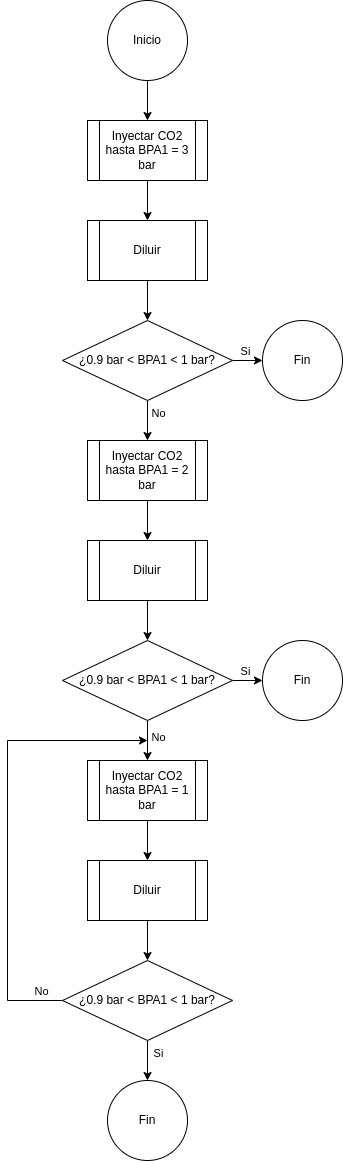 Inicio
Inyectar CO2
hasta BPA1 = 3
bar
Diluir
¿0.9 bar < BPA1 < 1 bar?
Si
Fin
No
Inyectar CO2
hasta BPA1 = 2
bar
Diluir
¿0.9 bar < BPA1 < 1 bar?
Si
Fin
No
Inyectar CO2
hasta BPA1 = 1
bar
Diluir
¿0.9 bar < BPA1 < 1 bar?
No
Si
Fin